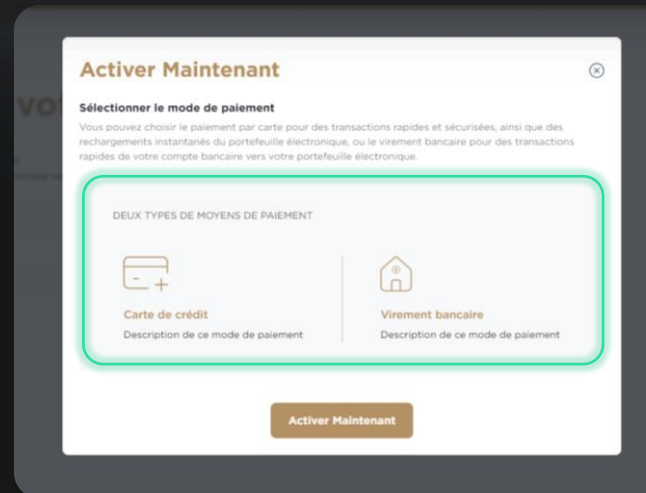 Activer Maintenant
Sélectionner le mode de paiement
Vous pouvez choisir le paiement par carte pour des transactions rapides et sécurisées, ainsi que des
rechargements instantanés du portefeuille électronique, ou le virement bancaire pour des transactions
rapides de votre compte bancaire vers votre portefeuille électronique.
DEUX TYPES DE MOYENS DE PAIEMENT
Carte de crédit
Description de ce mode de paiement
Virement bancaire
Description de ce mode de paiement
Activer Maintenant